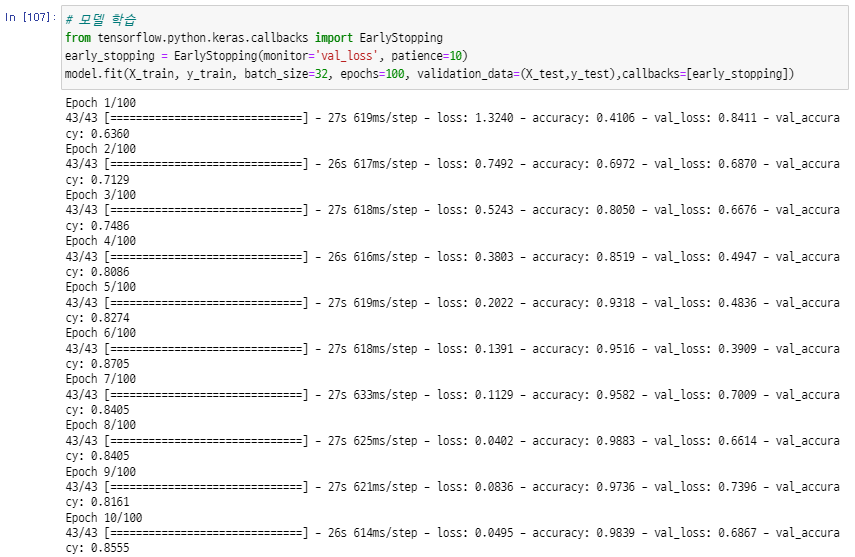 In [107]: # 모델 학습
from tensorflow.python.keras.callbacks import EarlyStopping
early_stopping = EarlyStopping(monitor='val_loss', patience=10)
model.fit(X_train, y_train, batch_size=32, epochs=100, validation_data=(X_test,y_test),callbacks=[early_stopping])
Epoch 1/100
43/43 [==============================] - 27s 619ms/step - loss: 1.3240 - accuracy: 0.4106 - val_loss: 0.8411 - val_accura
cy: 0.6360
Epoch 2/100
43/43 [==============================] - 26s 617ms/step - loss: 0.7492 - accuracy: 0.6972 - val_loss: 0.6870 - val_accura
cy: 0.7129
Epoch 3/100
43/43 [==============================] - 27s 618ms/step - loss: 0.5243 - accuracy: 0.8050 - val_loss: 0.6676 - val_accura
cy: 0.7486
Epoch 4/100
43/43 [==============================] - 26s 616ms/step - loss: 0.3803 - accuracy: 0.8519 - val_loss: 0.4947 - val_accura
cy: 0.8086
Epoch 5/100
43/43 [==============================] - 27s 619ms/step - loss: 0.2022 - accuracy: 0.9318 - val_loss: 0.4836 - val_accura
cy: 0.8274
Epoch 6/100
43/43 [==============================] - 27s 618ms/step - loss: 0.1391 - accuracy: 0.9516 - val_loss: 0.3909 - val_accura
cy: 0.8705
Epoch 7/100
43/43 [==============================] - 27s 633ms/step - loss: 0.1129 - accuracy: 0.9582 - val_loss: 0.7009 - val_accura
cy: 0.8405
Epoch 8/100
43/43 [==============================] - 27s 625ms/step - loss: 0.0402 - accuracy: 0.9883 - val_loss: 0.6614 - val_accura
cy: 0.8405
Epoch 9/100
43/43 [==============================] - 27s 621ms/step - loss: 0.0836 - accuracy: 0.9736 - val_loss: 0.7396 - val_accura
cy: 0.8161
Epoch 10/100
43/43 [==============================] - 26s 614ms/step - loss: 0.0495 - accuracy: 0.9839 - val_loss: 0.6867 - val_accura
cy: 0.8555